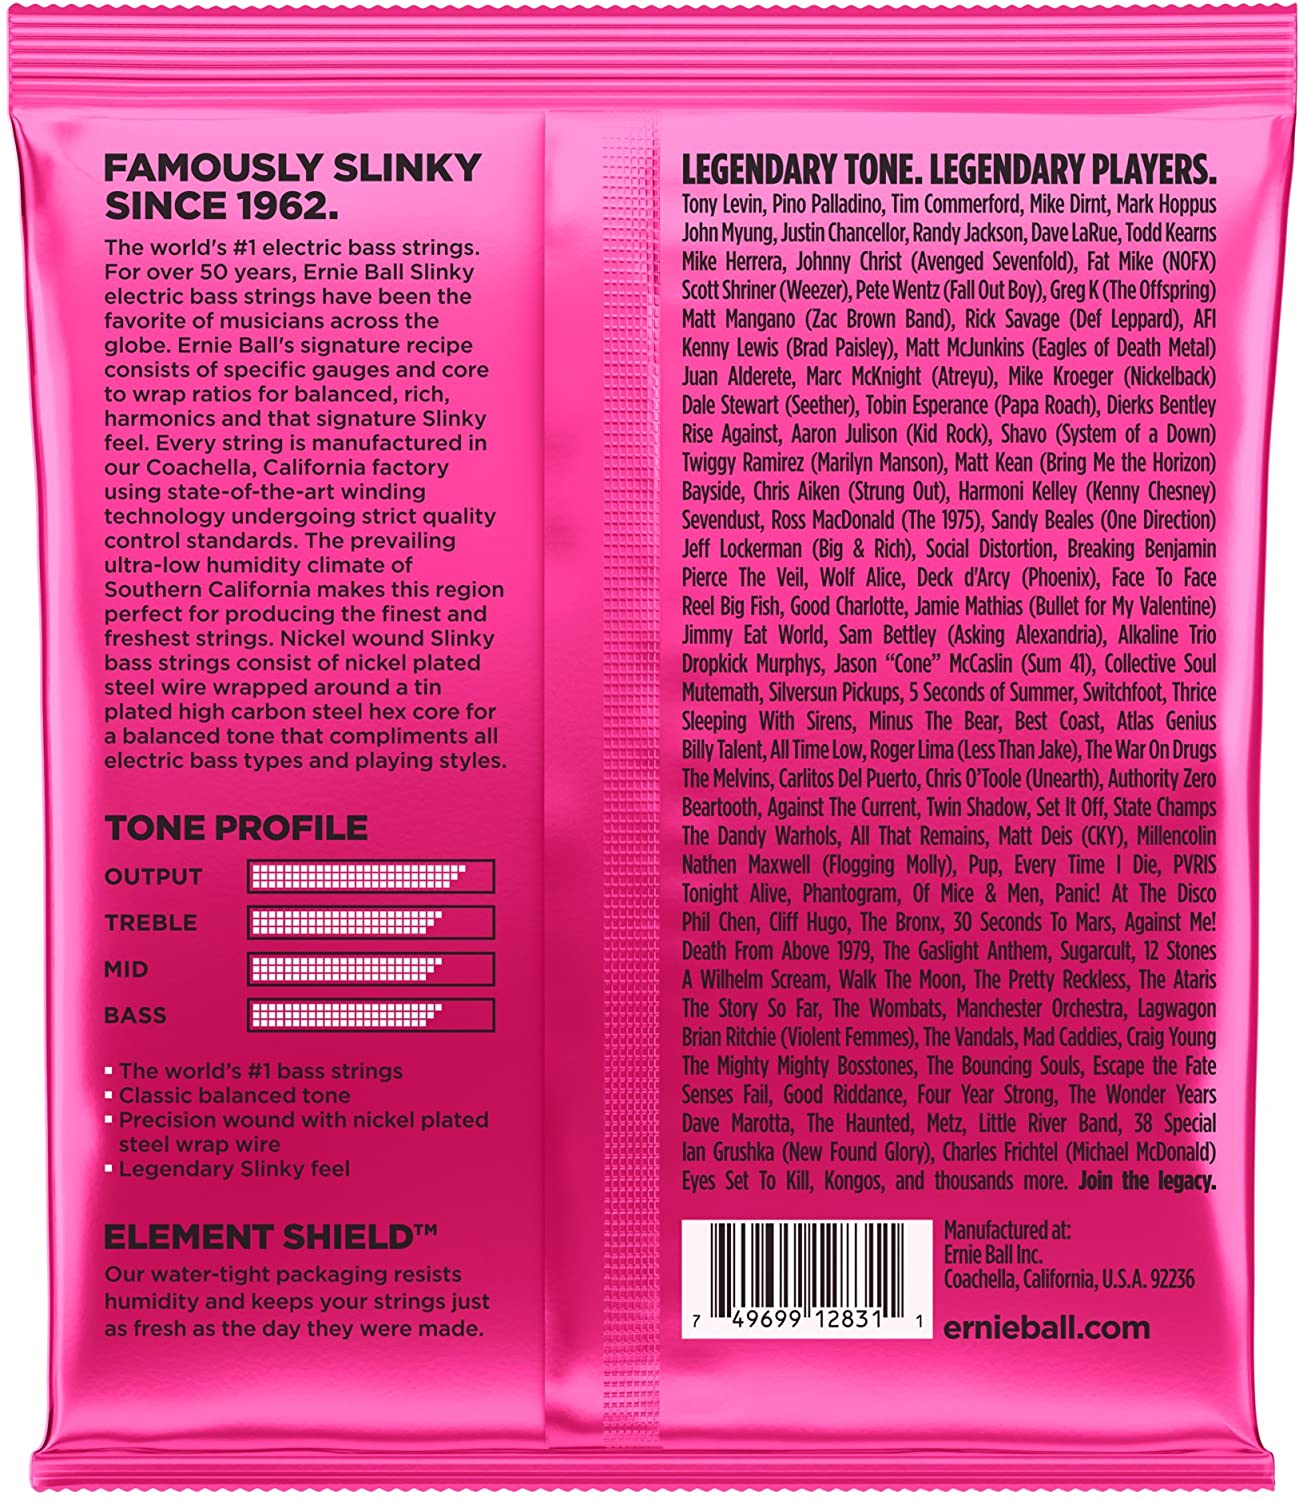 FAMOUSLY SLINKY
SINCE 1962.
The world's #1 electric bass strings.
For over 50 years, Ernie Ball Slinky
electric bass strings have been the
favorite of musicians across the
globe. Ernie Ball's signature recipe
consists of specific gauges and core
to wrap ratios for balanced, rich,
harmonics and that signature Slinky
feel. Every string is manufactured in
our Coachella, California factory
using state-of-the-art winding
technology undergoing strict quality
control standards. The prevailing
ultra-low humidity climate of
Southern California makes this region
perfect for producing the finest and
freshest strings. Nickel wound Slinky
bass strings consist of nickel plated
steel wire wrapped around a tin
plated high carbon steel hex core for
a balanced tone that compliments all
electric bass types and playing styles.
TONE PROFILE
OUTPUT
TREBLE
MID
BASS
▪ The world's #1 bass strings
▪ Classic balanced tone
▪ Precision wound with nickel plated
steel wrap wire
▪ Legendary Slinky feel
ELEMENT SHIELD™
Our water-tight packaging resists
humidity and keeps your strings just
as fresh as the day they were made.
LEGENDARY TONE. LEGENDARY PLAYERS.
Tony Levin, Pino Palladino, Tim Commerford, Mike Dirnt, Mark Hoppus
John Myung, Justin Chancellor, Randy Jackson, Dave LaRue, Todd Kearns
Mike Herrera, Johnny Christ (Avenged Sevenfold), Fat Mike (NOFX)
Scott Shriner (Weezer), Pete Wentz (Fall Out Boy), Greg K (The Offspring)
Matt Mangano (Zac Brown Band), Rick Savage (Def Leppard), AFI
Kenny Lewis (Brad Paisley), Matt McJunkins (Eagles of Death Metal)
Juan Alderete, Marc McKnight (Atreyu), Mike Kroeger (Nickelback)
Dale Stewart (Seether), Tobin Esperance (Papa Roach), Dierks Bentley
Rise Against, Aaron Julison (Kid Rock), Shavo (System of a Down)
Twiggy Ramirez (Marilyn Manson), Matt Kean (Bring Me the Horizon)
Bayside, Chris Aiken (Strung Out), Harmoni Kelley (Kenny Chesney)
Sevendust, Ross MacDonald (The 1975), Sandy Beales (One Direction)
Jeff Lockerman (Big & Rich), Social Distortion, Breaking Benjamin
Pierce The Veil, Wolf Alice, Deck d'Arcy (Phoenix), Face To Face
Reel Big Fish, Good Charlotte, Jamie Mathias (Bullet for My Valentine)
Jimmy Eat World, Sam Bettley (Asking Alexandria), Alkaline Trio
Dropkick Murphys, Jason “Cone” McCaslin (Sum 41), Collective Soul
Mutemath, Silversun Pickups, 5 Seconds of Summer, Switchfoot, Thrice
Sleeping With Sirens, Minus The Bear, Best Coast, Atlas Genius
Billy Talent, All Time Low, Roger Lima (Less Than Jake), The War On Drugs
The Melvins, Carlitos Del Puerto, Chris O'Toole (Unearth), Authority Zero
Beartooth, Against The Current, Twin Shadow, Set It Off, State Champs
The Dandy Warhols, All That Remains, Matt Deis (CKY), Millencolin
Nathen Maxwell (Flogging Molly), Pup, Every Time I Die, PVRIS
Tonight Alive, Phantogram, Of Mice & Men, Panic! At The Disco
Phil Chen, Cliff Hugo, The Bronx, 30 Seconds To Mars, Against Me!
Death From Above 1979, The Gaslight Anthem, Sugarcult, 12 Stones
A Wilhelm Scream, Walk The Moon, The Pretty Reckless, The Ataris
The Story So Far, The Wombats, Manchester Orchestra, Lagwagon
Brian Ritchie (Violent Femmes), The Vandals, Mad Caddies, Craig Young
The Mighty Mighty Bosstones, The Bouncing Souls, Escape the Fate
Senses Fail, Good Riddance, Four Year Strong, The Wonder Years
Dave Marotta, The Haunted, Metz, Little River Band, 38 Special
Ian Grushka (New Found Glory), Charles Frichtel (Michael McDonald)
Eyes Set To Kill, Kongos, and thousands more. Join the legacy.
7 49699 12831 1
Manufactured at:
Ernie Ball Inc.
Coachella, California, U.S.A. 92236
ernieball.com